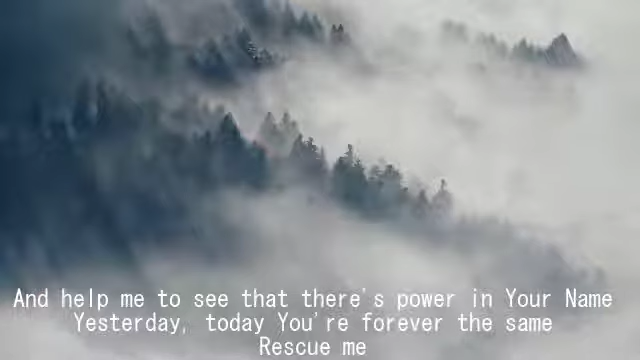 And help me to see that there's power in Your Name
Yesterday, today You're forever the same
Rescue me